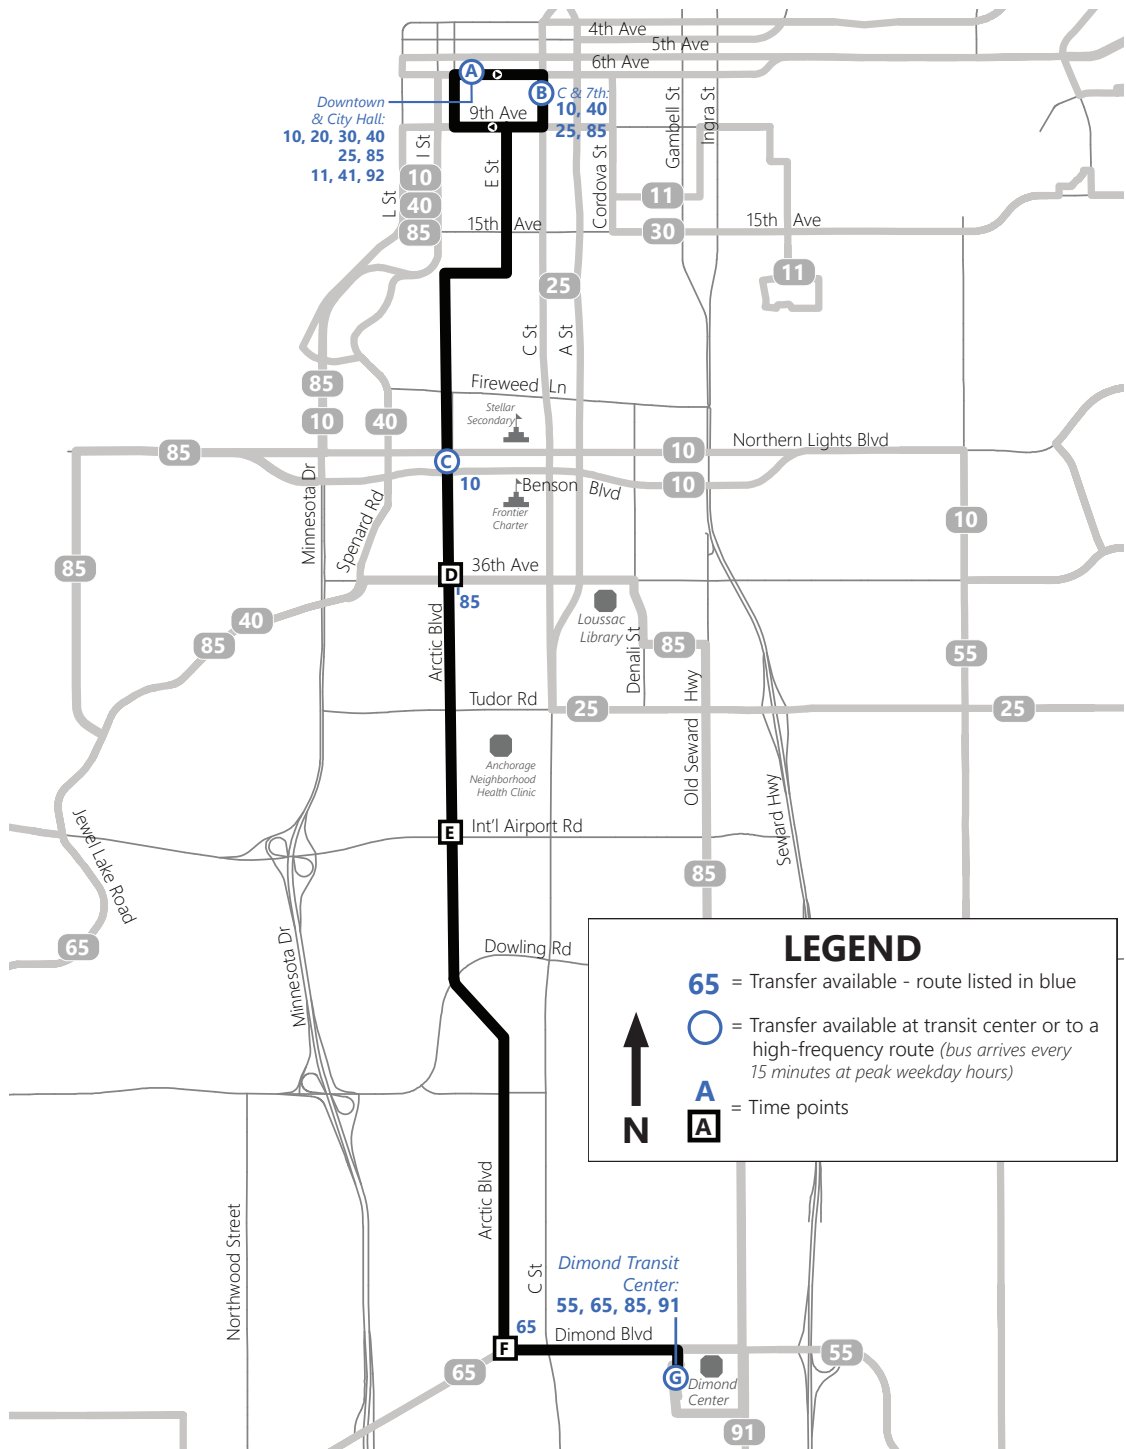 4th Ave
5th Ave
6th Ave
A
B
C & 7th:
10, 40
25, 85
Downtown
& City Hall:
10, 20, 30, 40
25, 85
11, 41, 92
9th Ave
I St
L St
E St
Cordova St
Gambell St
Ingra St
10
40
85
11
30
15th Ave
15th Ave
11
25
C St
A St
Fireweed Ln
85
10
40
Stellar
Secondary
85
C
10
10
Northern Lights Blvd
10
Benson Blvd
Frontier
Charter
10
Minnesota Dr
Spenard Rd
85
D
36th Ave
85
40
85
Arctic Blvd
Loussac
Library
Denali St
85
55
Tudor Rd
25
25
Old Seward Hwy
Anchorage
Neighborhood
Health Clinic
Seward Hwy
Jewel Lake Road
E
Int'l Airport Rd
85
65
Minnesota Dr
Dowling Rd
LEGEND
65 = Transfer available - route listed in blue
= Transfer available at transit center or to a
high-frequency route (bus arrives every
15 minutes at peak weekday hours)
A
A = Time points
N
Northwood Street
Arctic Blvd
C St
Dimond Transit
Center:
55, 65, 85, 91
65
F
Dimond Blvd
55
65
G
Dimond
Center
91